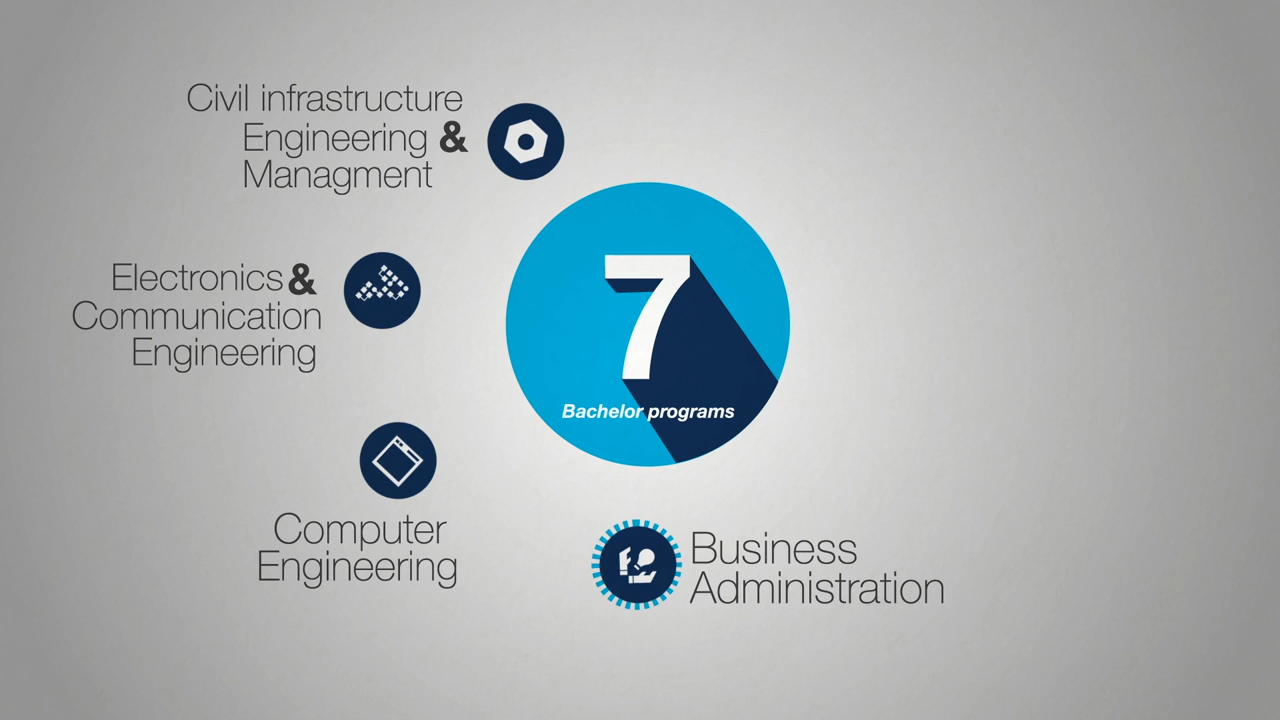 Civil infrastructure
Engineering &
Managment
Electronics &
Communication
Engineering
7
Bachelor programs
Computer
Engineering
Business
Administration